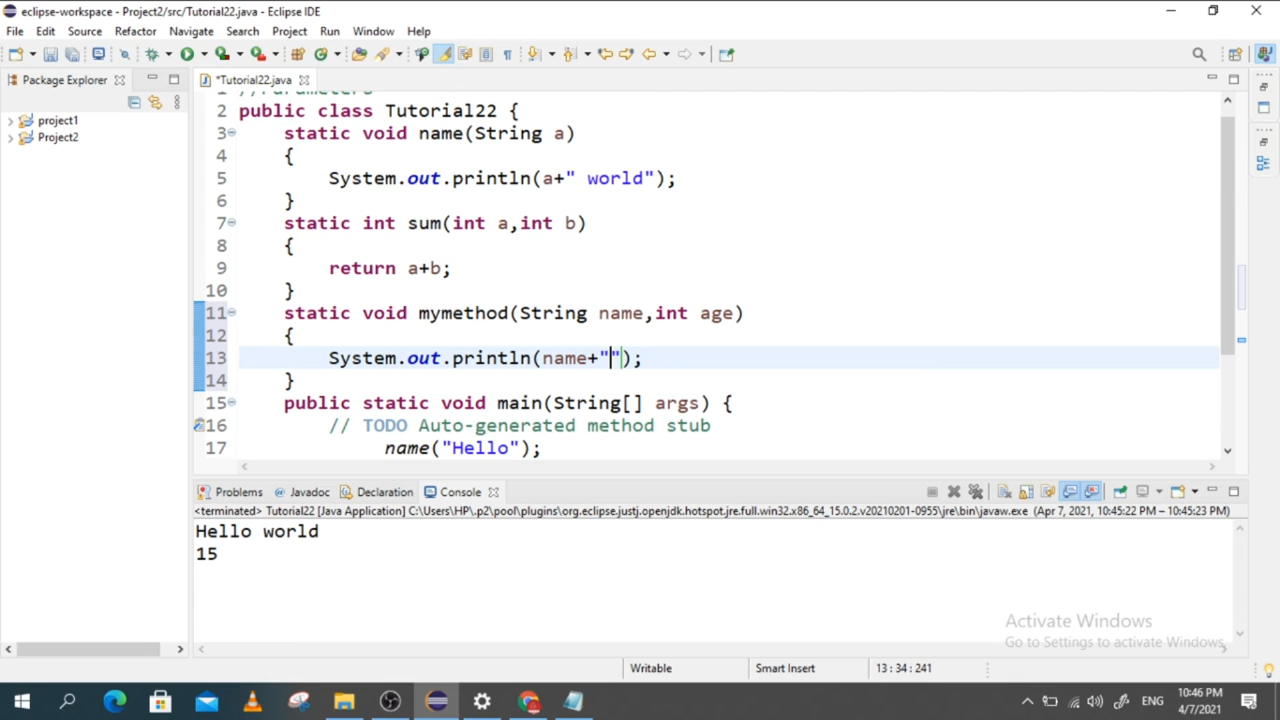 eclipse-workspace - Project2/src/Tutorial22.java - Eclipse IDE
File Edit Source Refactor Navigate Search Project Run Window Help
Package Explorer
*Tutorial22.java
project1
Project2
1 //Parameters
2 public class Tutorial22 {
3 static void name(String a)
4 {
5 System.out.println(a+" world");
6 }
7 static int sum(int a,int b)
8 {
9 return a+b;
10 }
11 static void mymethod(String name,int age)
12 {
13 System.out.println(name+"");
14 }
15 public static void main(String[] args) {
16 // TODO Auto-generated method stub
17 name("Hello");
Problems @ Javadoc Declaration Console
<terminated> Tutorial22 [Java Application] C:\Users\HP\.p2\pool\plugins\org.eclipse.justj.openjdk.hotspot.jre.full.win32.x86_64_15.0.2.v20210201-0955\jre\bin\javaw.exe (Apr 7, 2021, 10:45:22 PM – 10:45:23 PM)
Hello world
15
Activate Windows
Go to Settings to activate Windows.
Writable Smart Insert 13 : 34 : 241
ENG 10:46 PM
4/7/2021